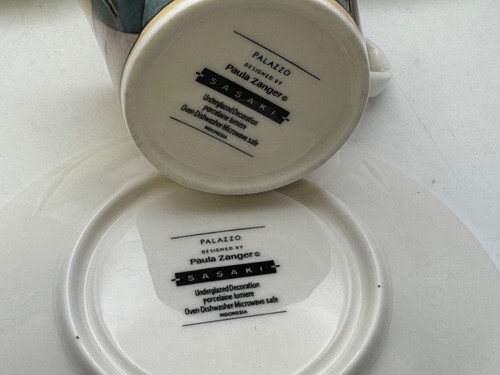 PALAZZO
DESIGNED BY
Paula Zanger©
SASAKI
Underglazed Decoration
porcelaine lumiere
Oven·Dishwasher·Microwave safe
INDONESIA
PALAZZO
DESIGNED BY
Paula Zanger©
SASAKI
Underglazed Decoration
porcelaine lumiere
Oven·Dishwasher·Microwave safe
INDONESIA